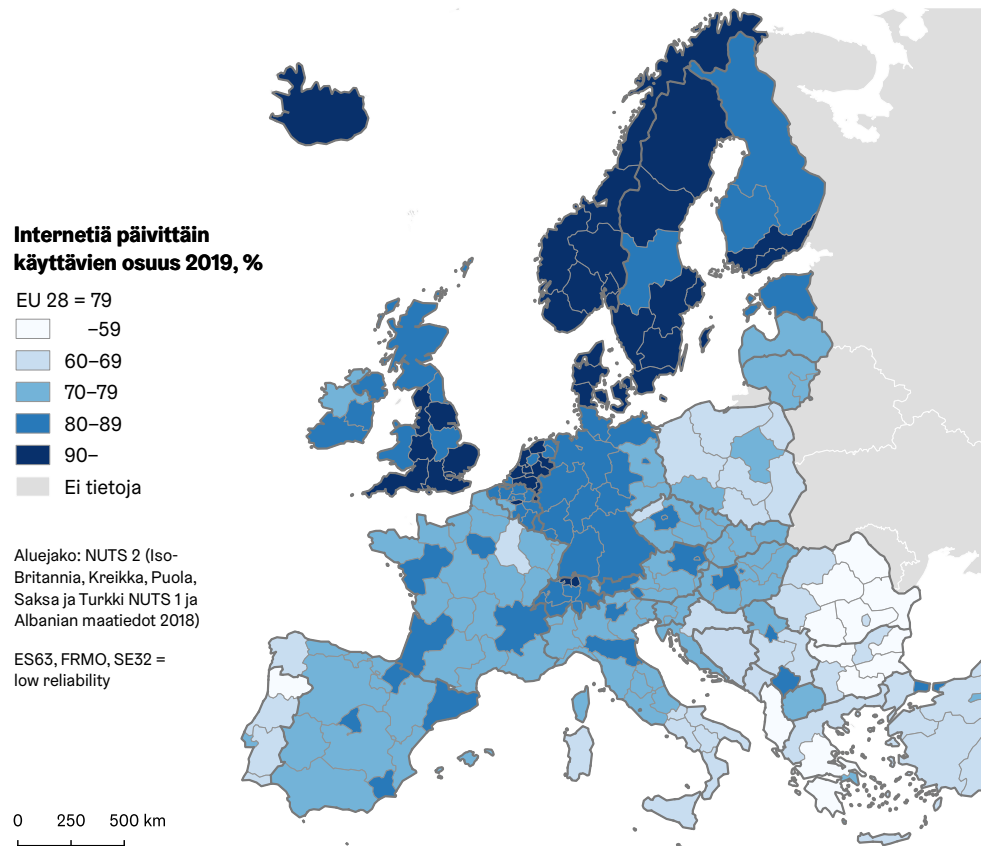 Internetiä päivittäin
käyttävien osuus 2019, %
EU 28 = 79
–59
60–69
70–79
80–89
90–
Ei tietoja
Aluejako: NUTS 2 (Iso-
Britannia, Kreikka, Puola,
Saksa ja Turkki NUTS 1 ja
Albanian maatiedot 2018)
ES63, FRMO, SE32 =
low reliability
0 250 500 km